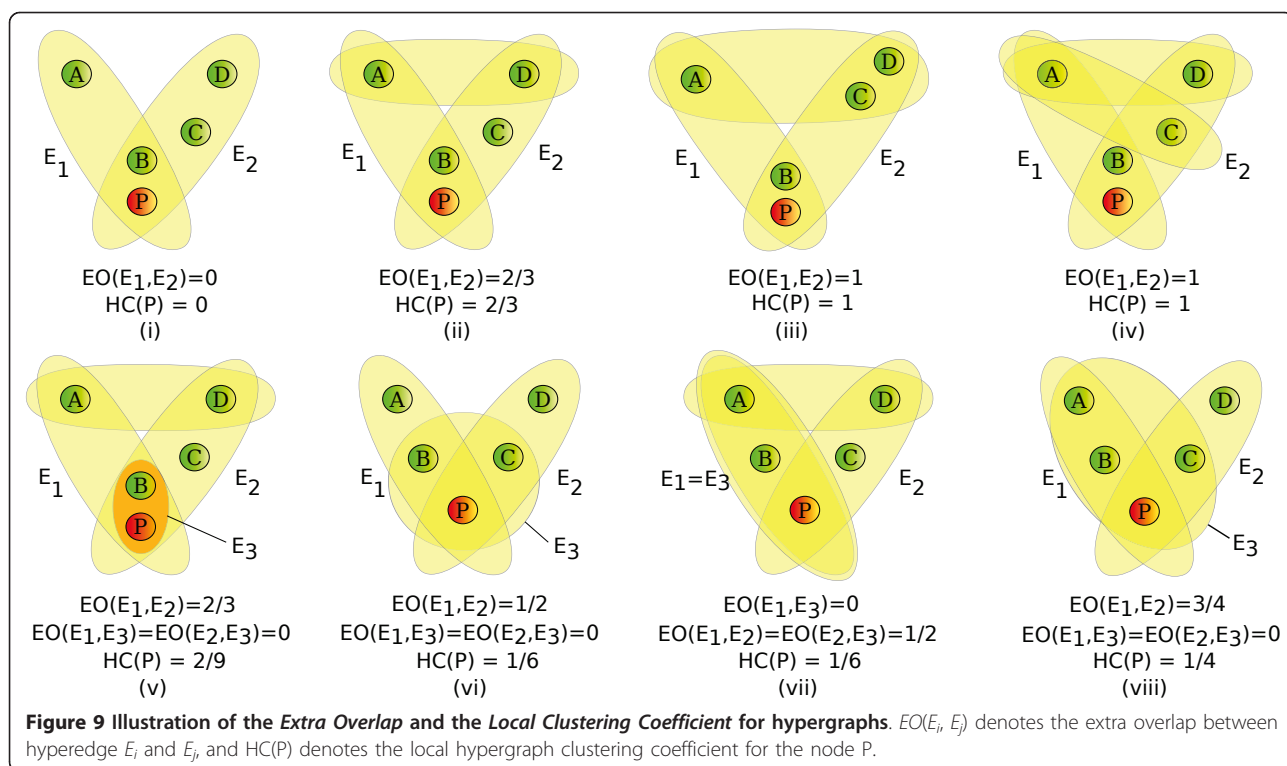 A
D
C
B
E1
E2
P
EO(E1,E2)=0
HC(P) = 0
(i)
A
D
C
B
E1
E2
P
EO(E1,E2)=2/3
HC(P) = 2/3
(ii)
A
D
C
E1
E2
B
P
EO(E1,E2)=1
HC(P) = 1
(iii)
A
D
C
B
E1
E2
P
EO(E1,E2)=1
HC(P) = 1
(iv)
A
D
C
E1
E2
B
P
E3
EO(E1,E2)=2/3
EO(E1,E3)=EO(E2,E3)=0
HC(P) = 2/9
(v)
A
D
B
C
E1
E2
P
E3
EO(E1,E2)=1/2
EO(E1,E3)=EO(E2,E3)=0
HC(P) = 1/6
(vi)
A
D
B
C
E1=E3
E2
P
EO(E1,E3)=0
EO(E1,E2)=EO(E2,E3)=1/2
HC(P) = 1/6
(vii)
A
D
B
C
E1
E2
P
E3
EO(E1,E2)=3/4
EO(E1,E3)=EO(E2,E3)=0
HC(P) = 1/4
(viii)
Figure 9 Illustration of the Extra Overlap and the Local Clustering Coefficient for hypergraphs. EO(Ei, Ej) denotes the extra overlap between
hyperedge Ei and Ej, and HC(P) denotes the local hypergraph clustering coefficient for the node P.